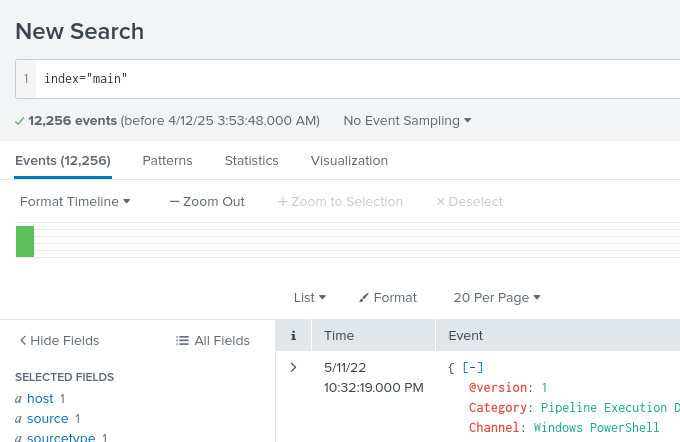 New Search
1 index="main"
12,256 events (before 4/12/25 3:53:48.000 AM) No Event Sampling
Events (12,256) Patterns Statistics Visualization
Format Timeline Zoom Out Zoom to Selection Deselect
List Format 20 Per Page
Hide Fields All Fields
i Time Event
SELECTED FIELDS
a host 1
a source 1
a sourcetype 1
5/11/22
10:32:19.000 PM
{ [-]
@version: 1
Category: Pipeline Execution D
Channel: Windows PowerShell